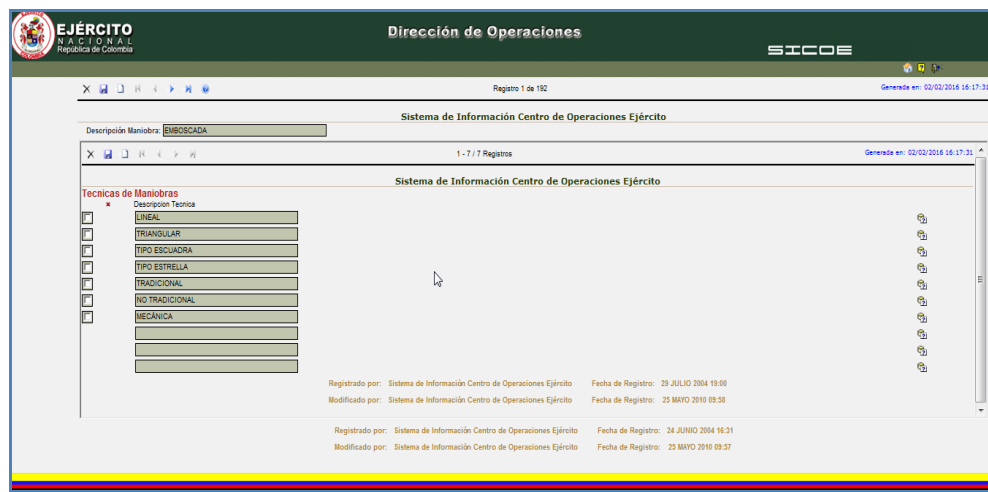 EJÉRCITO
NACIONAL
República de Colombia
Dirección de Operaciones
SICOE
Registro 1 de 192
Generada en: 02/02/2016 16:17:31
Sistema de Información Centro de Operaciones Ejército
Descripción Maniobra: EMBOSCADA
1 - 7 / 7 Registros
Generada en: 02/02/2016 16:17:31
Sistema de Información Centro de Operaciones Ejército
Tecnicas de Maniobras
Descripcion Tecnica
LINEAL
TRIANGULAR
TIPO ESCUADRA
TIPO ESTRELLA
TRADICIONAL
NO TRADICIONAL
MECÁNICA
Registrado por: Sistema de Información Centro de Operaciones Ejército Fecha de Registro: 29 JULIO 2004 19:00
Modificado por: Sistema de Información Centro de Operaciones Ejército Fecha de Registro: 25 MAYO 2010 09:58
Registrado por: Sistema de Información Centro de Operaciones Ejército Fecha de Registro: 24 JUNIO 2004 16:31
Modificado por: Sistema de Información Centro de Operaciones Ejército Fecha de Registro: 25 MAYO 2010 09:57